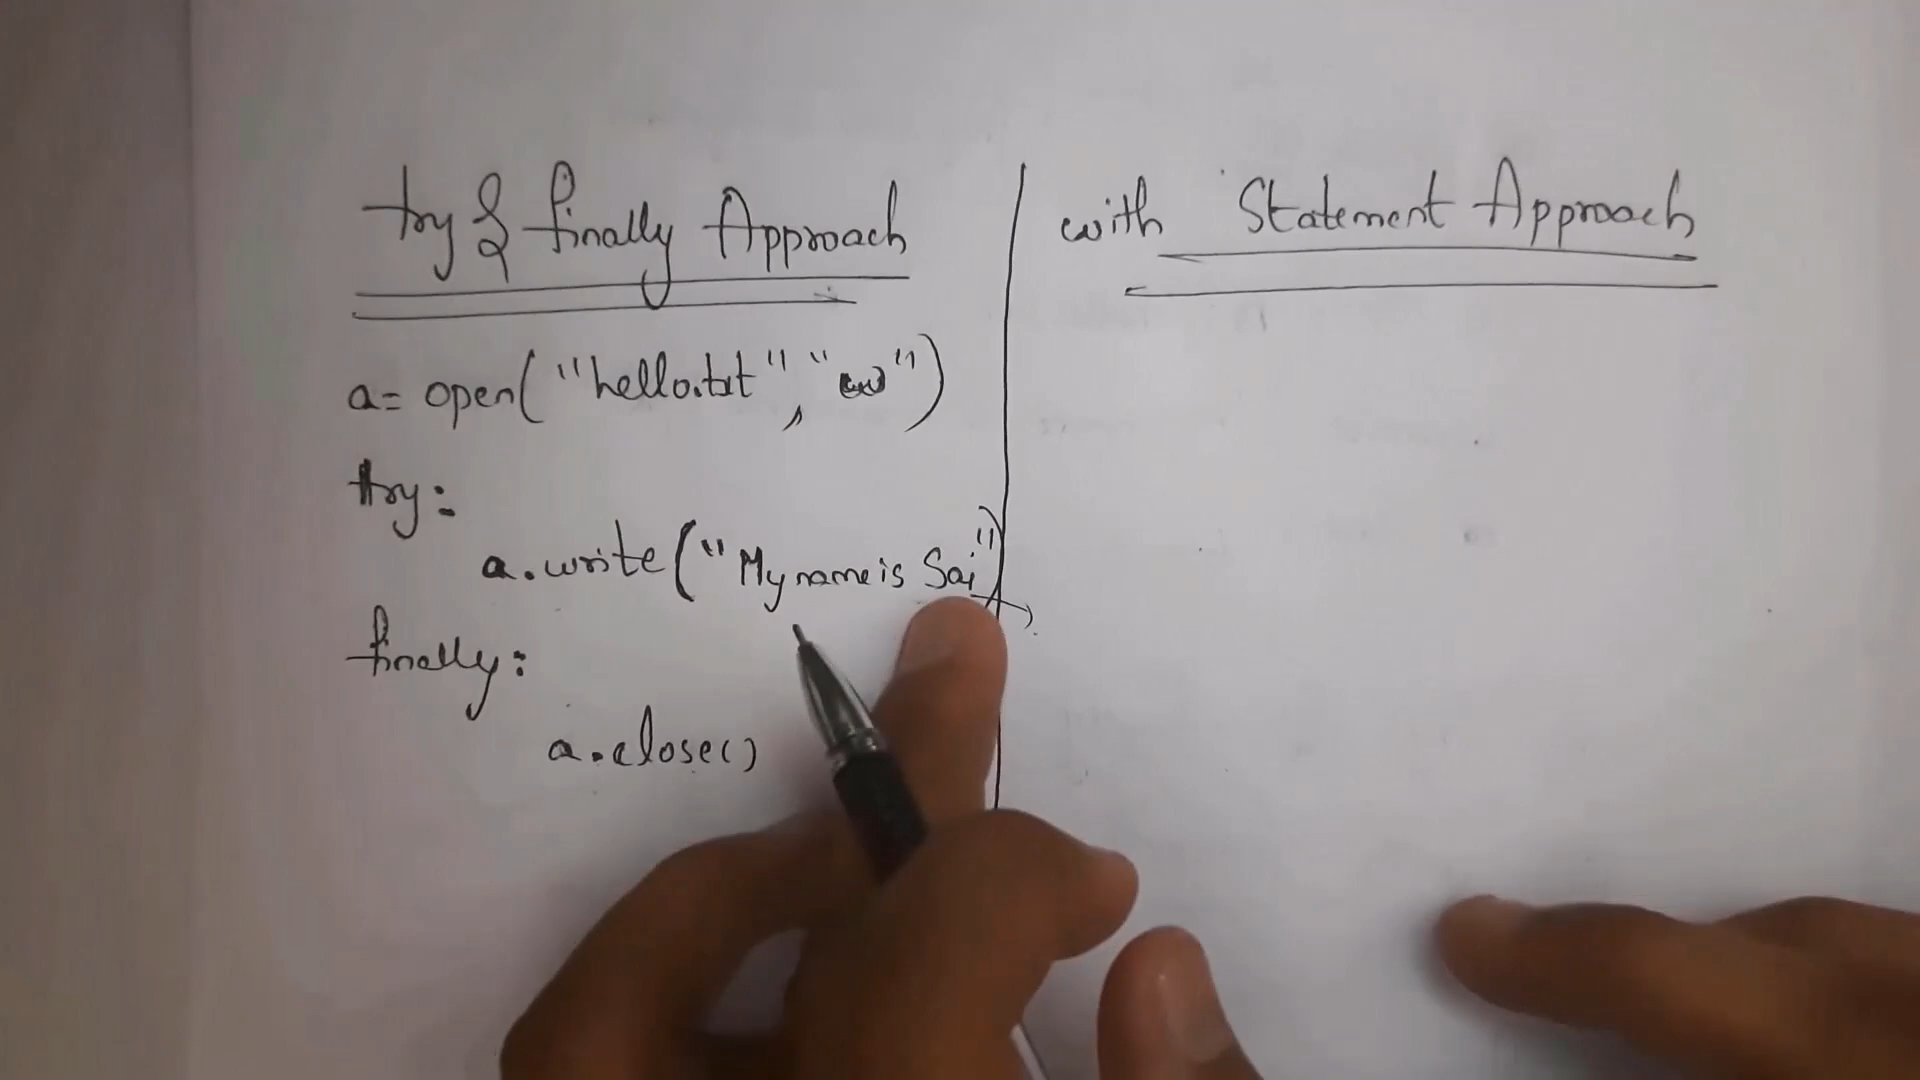 try & finally Approach
with Statement Approach
a= open("hello.txt", "w")
try:
a.write("My name is Sai")
finally:
a.close()